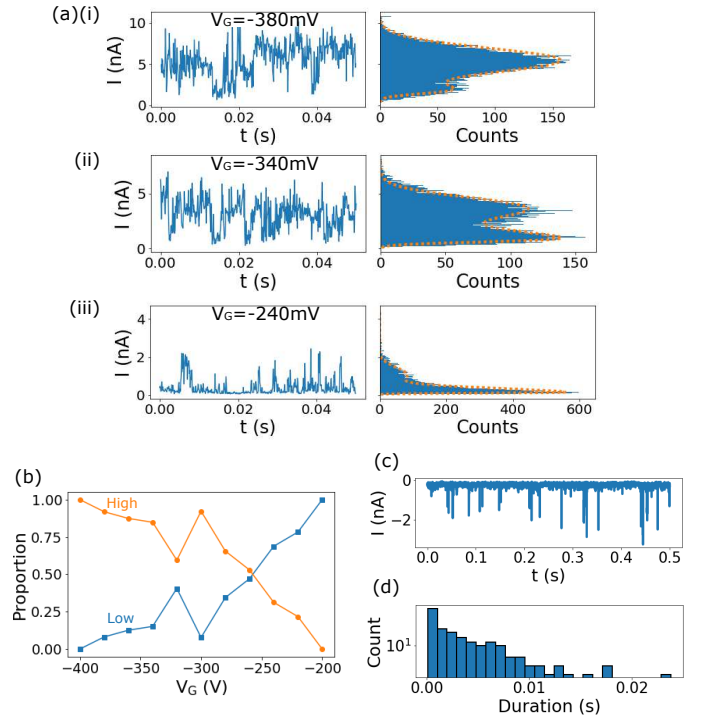 (a)(i)
V_G=-380mV
10
5
0
I (nA)
0.00 0.02 0.04
t (s)
0 50 100 150
Counts
(ii)
V_G=-340mV
5
0
I (nA)
0.00 0.02 0.04
t (s)
0 50 100 150
Counts
(iii)
V_G=-240mV
4
2
0
I (nA)
0.00 0.02 0.04
t (s)
0 200 400 600
Counts
(b)
1.00
0.75
0.50
0.25
0.00
Proportion
High
Low
−400 −350 −300 −250 −200
V_G (V)
(c)
0
−2
I (nA)
0.0 0.1 0.2 0.3 0.4 0.5
t (s)
(d)
10¹
Count
0.00 0.01 0.02
Duration (s)